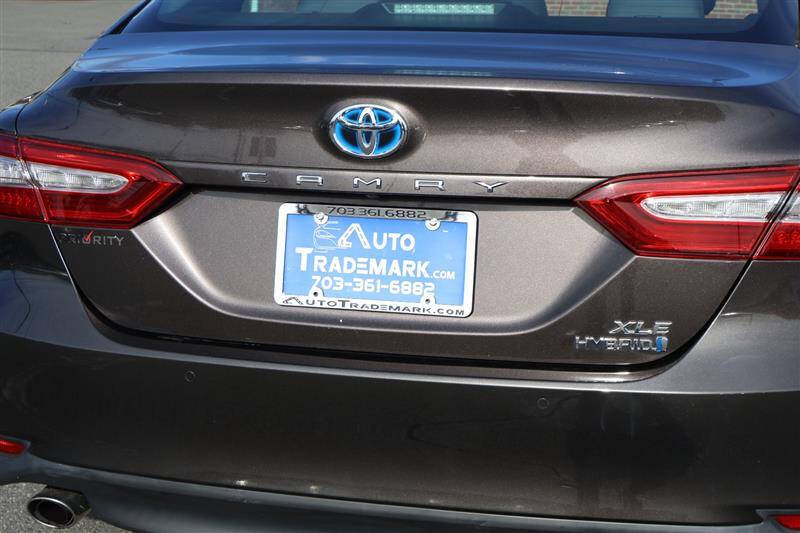 CAMRY
703.361.6882
AUTO
TRADEMARK.COM
703-361-6882
AUTOTRADEMARK.COM
PRIORITY
XLE
HYBRID